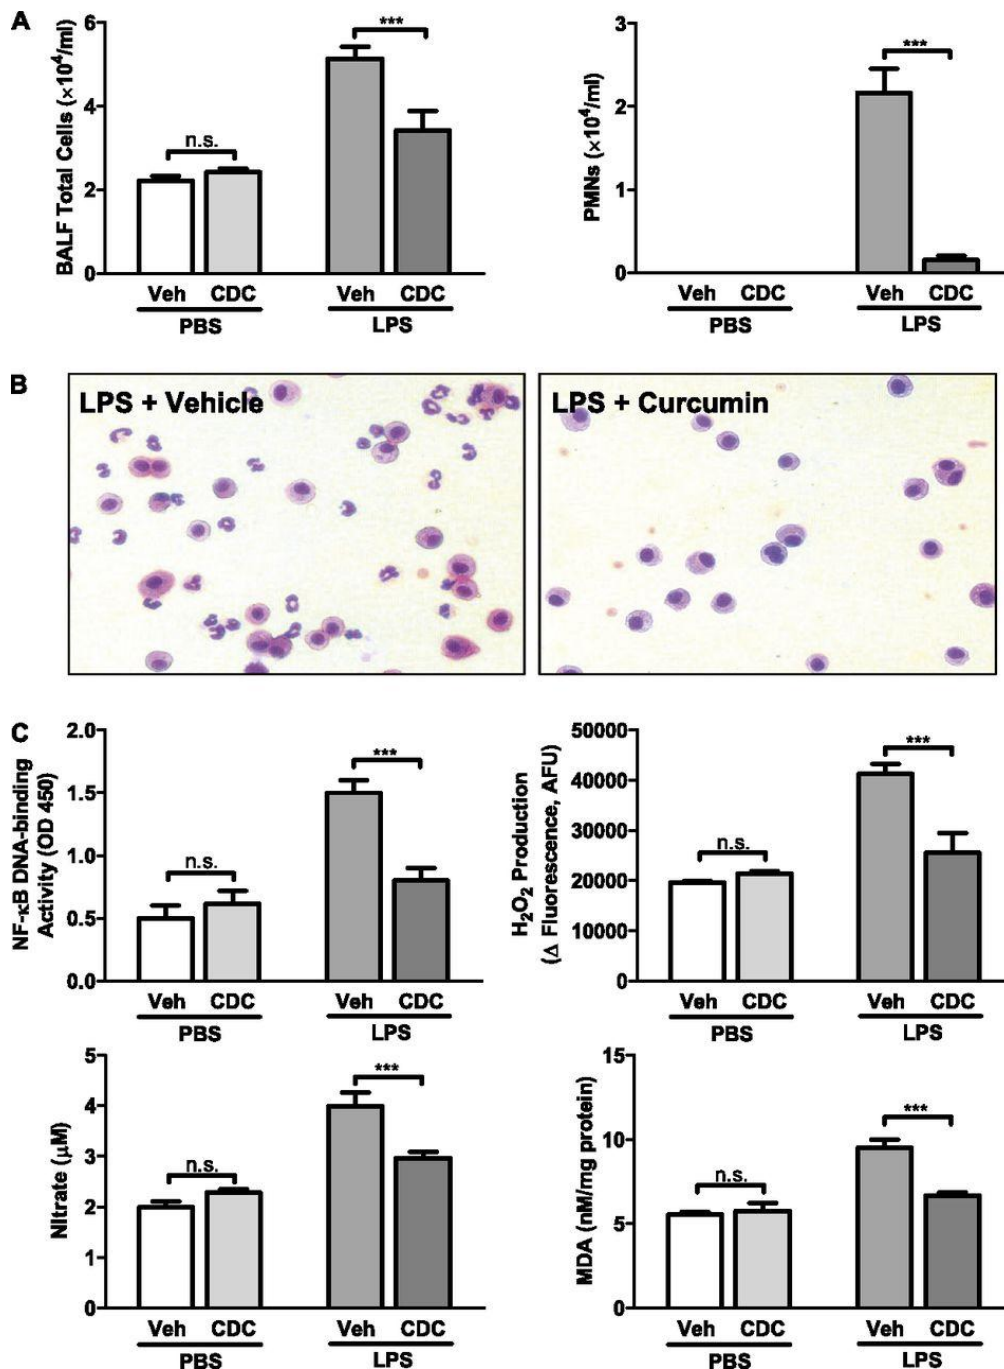 A
BALF Total Cells (×10⁴/ml)
6
4
2
0
n.s.
***
Veh CDC Veh CDC
PBS LPS
PMNs (×10⁴/ml)
3
2
1
0
***
Veh CDC Veh CDC
PBS LPS
B
LPS + Vehicle
LPS + Curcumin
C
NF-κB DNA-binding
Activity (OD 450)
2.0
1.5
1.0
0.5
0.0
n.s.
***
Veh CDC Veh CDC
PBS LPS
H₂O₂ Production
(Δ Fluorescence, AFU)
50000
40000
30000
20000
10000
0
n.s.
***
Veh CDC Veh CDC
PBS LPS
Nitrate (μM)
5
4
3
2
1
0
n.s.
***
Veh CDC Veh CDC
PBS LPS
MDA (nM/mg protein)
15
10
5
0
n.s.
***
Veh CDC Veh CDC
PBS LPS